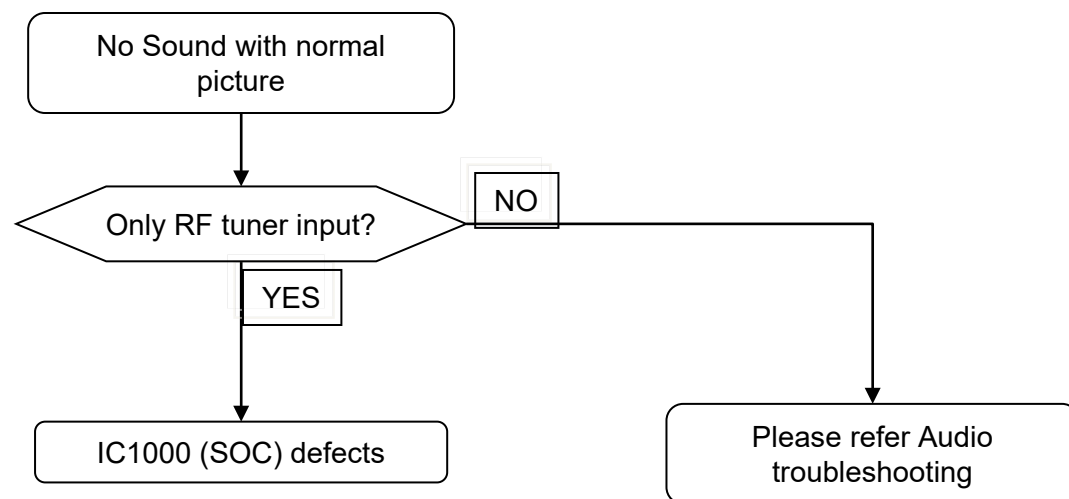 No Sound with normal
picture
Only RF tuner input?
NO
YES
IC1000 (SOC) defects
Please refer Audio
troubleshooting